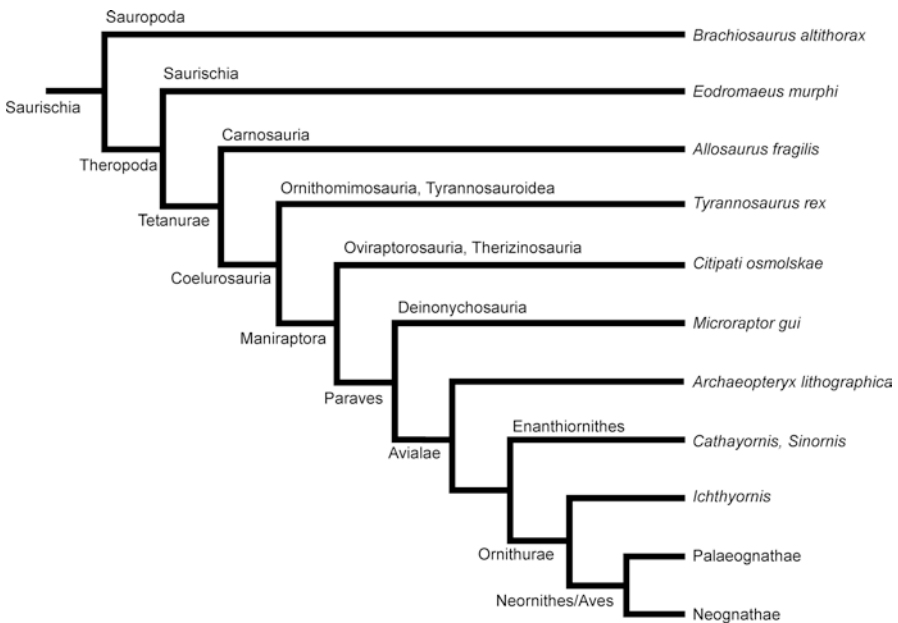 Sauropoda
Brachiosaurus altithorax
Saurischia
Eodromaeus murphi
Saurischia
Carnosauria
Allosaurus fragilis
Theropoda
Ornithomimosauria, Tyrannosauroidea
Tyrannosaurus rex
Tetanurae
Oviraptorosauria, Therizinosauria
Citipati osmolskae
Coelurosauria
Deinonychosauria
Microraptor gui
Maniraptora
Archaeopteryx lithographica
Paraves
Enanthiornithes
Cathayornis, Sinornis
Avialae
Ichthyornis
Ornithurae
Palaeognathae
Neornithes/Aves
Neognathae